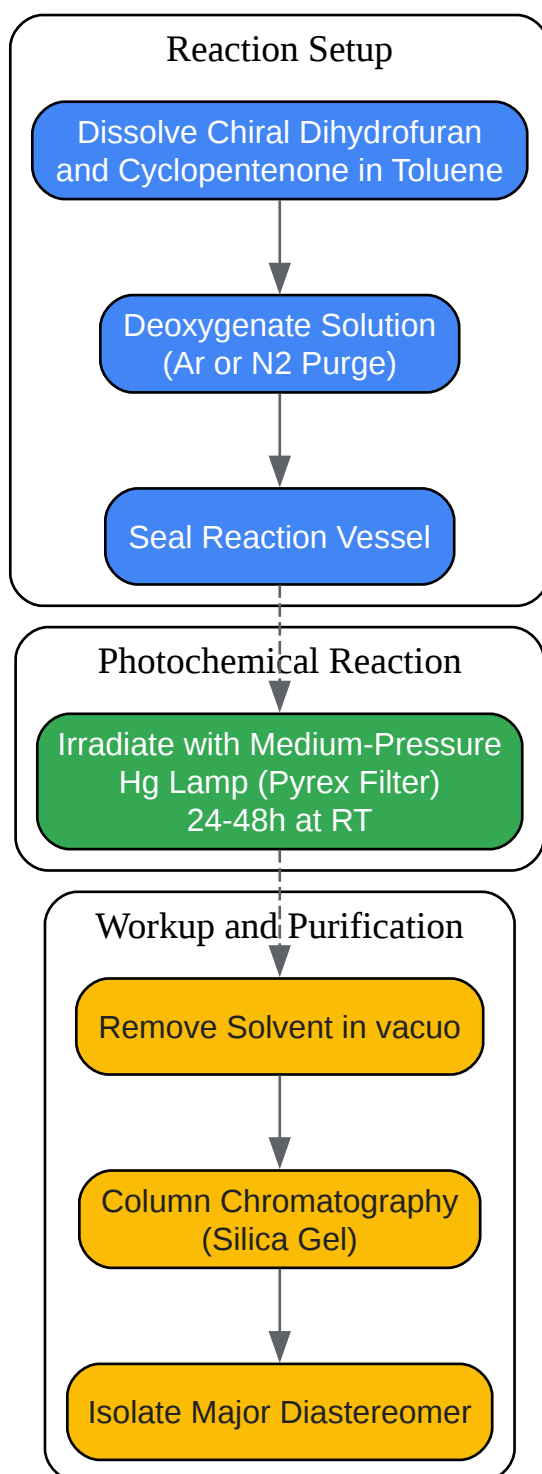 Reaction Setup
Dissolve Chiral Dihydrofuran
and Cyclopentenone in Toluene
Deoxygenate Solution
(Ar or N2 Purge)
Seal Reaction Vessel
Photochemical Reaction
Irradiate with Medium-Pressure
Hg Lamp (Pyrex Filter)
24-48h at RT
Workup and Purification
Remove Solvent in vacuo
Column Chromatography
(Silica Gel)
Isolate Major Diastereomer